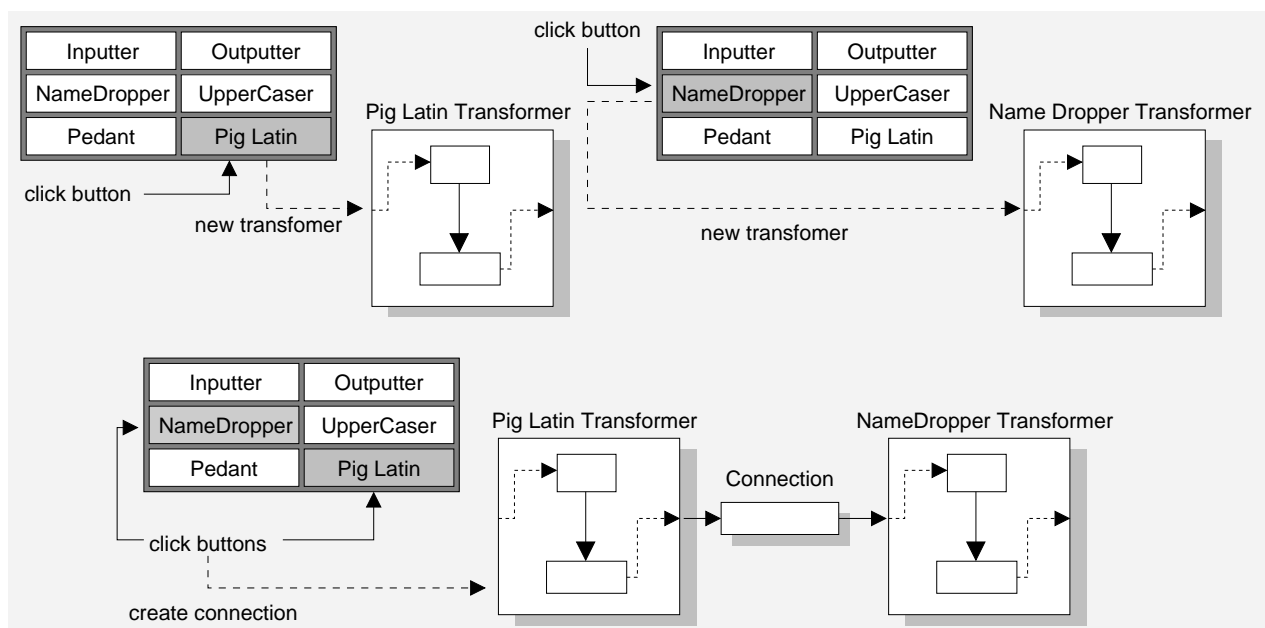 click button
Inputter Outputter
NameDropper UpperCaser
Pedant Pig Latin
click button
new transfomer
Pig Latin Transformer
Inputter Outputter
NameDropper UpperCaser
Pedant Pig Latin
new transfomer
Name Dropper Transformer
Inputter Outputter
NameDropper UpperCaser
Pedant Pig Latin
click buttons
create connection
Pig Latin Transformer
Connection
NameDropper Transformer